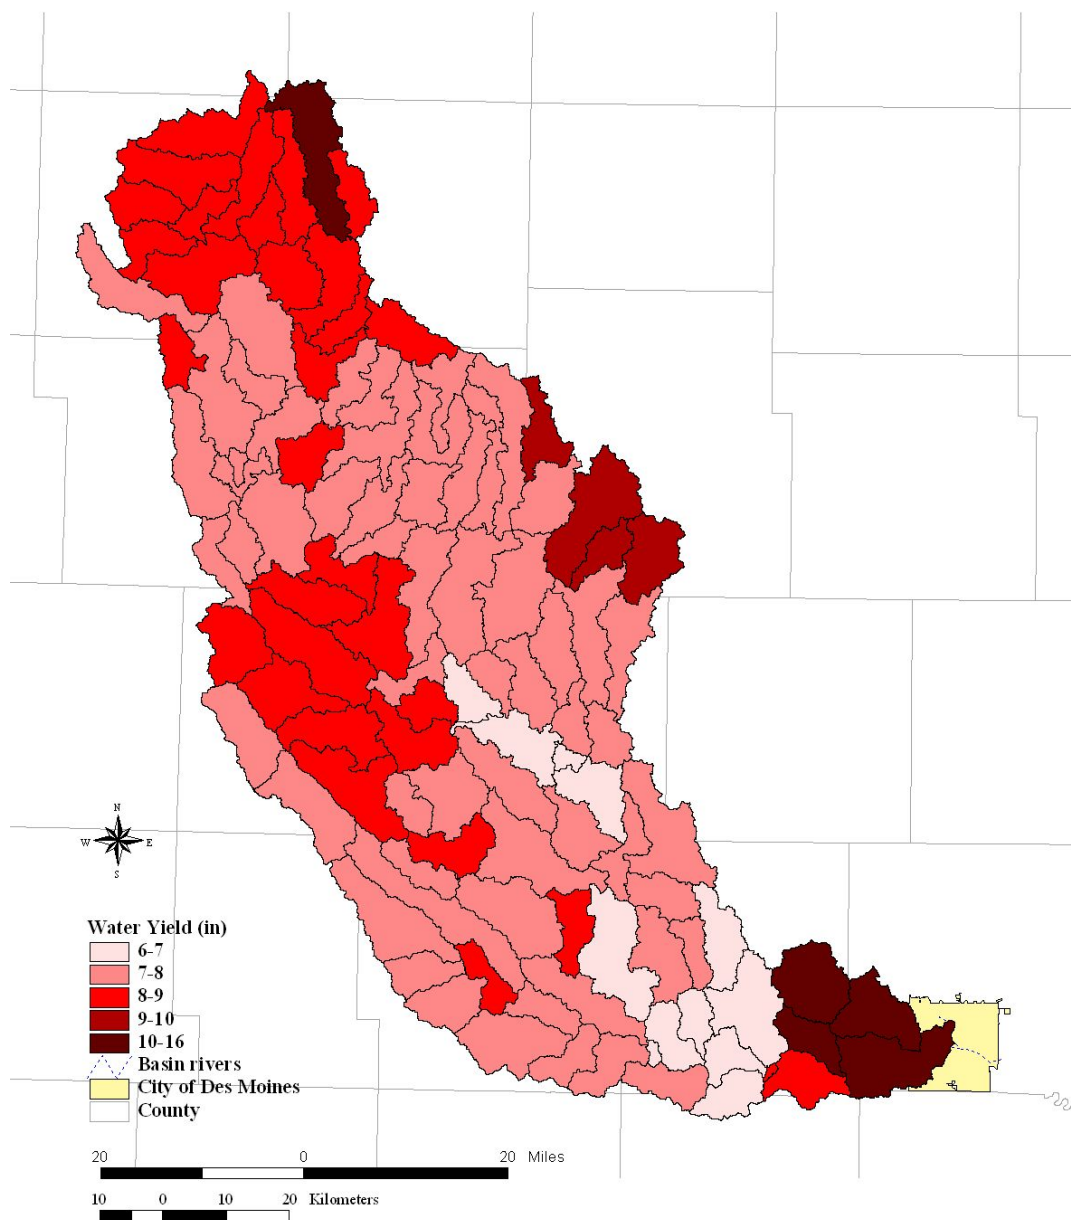 N
W E
S
Water Yield (in)
6-7
7-8
8-9
9-10
10-16
Basin rivers
City of Des Moines
County
20 0 20 Miles
10 0 10 20 Kilometers